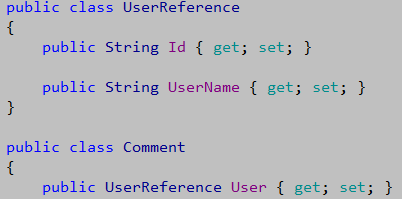 public class UserReference
{
    public String Id { get; set; }

    public String UserName { get; set; }
}

public class Comment
{
    public UserReference User { get; set; }